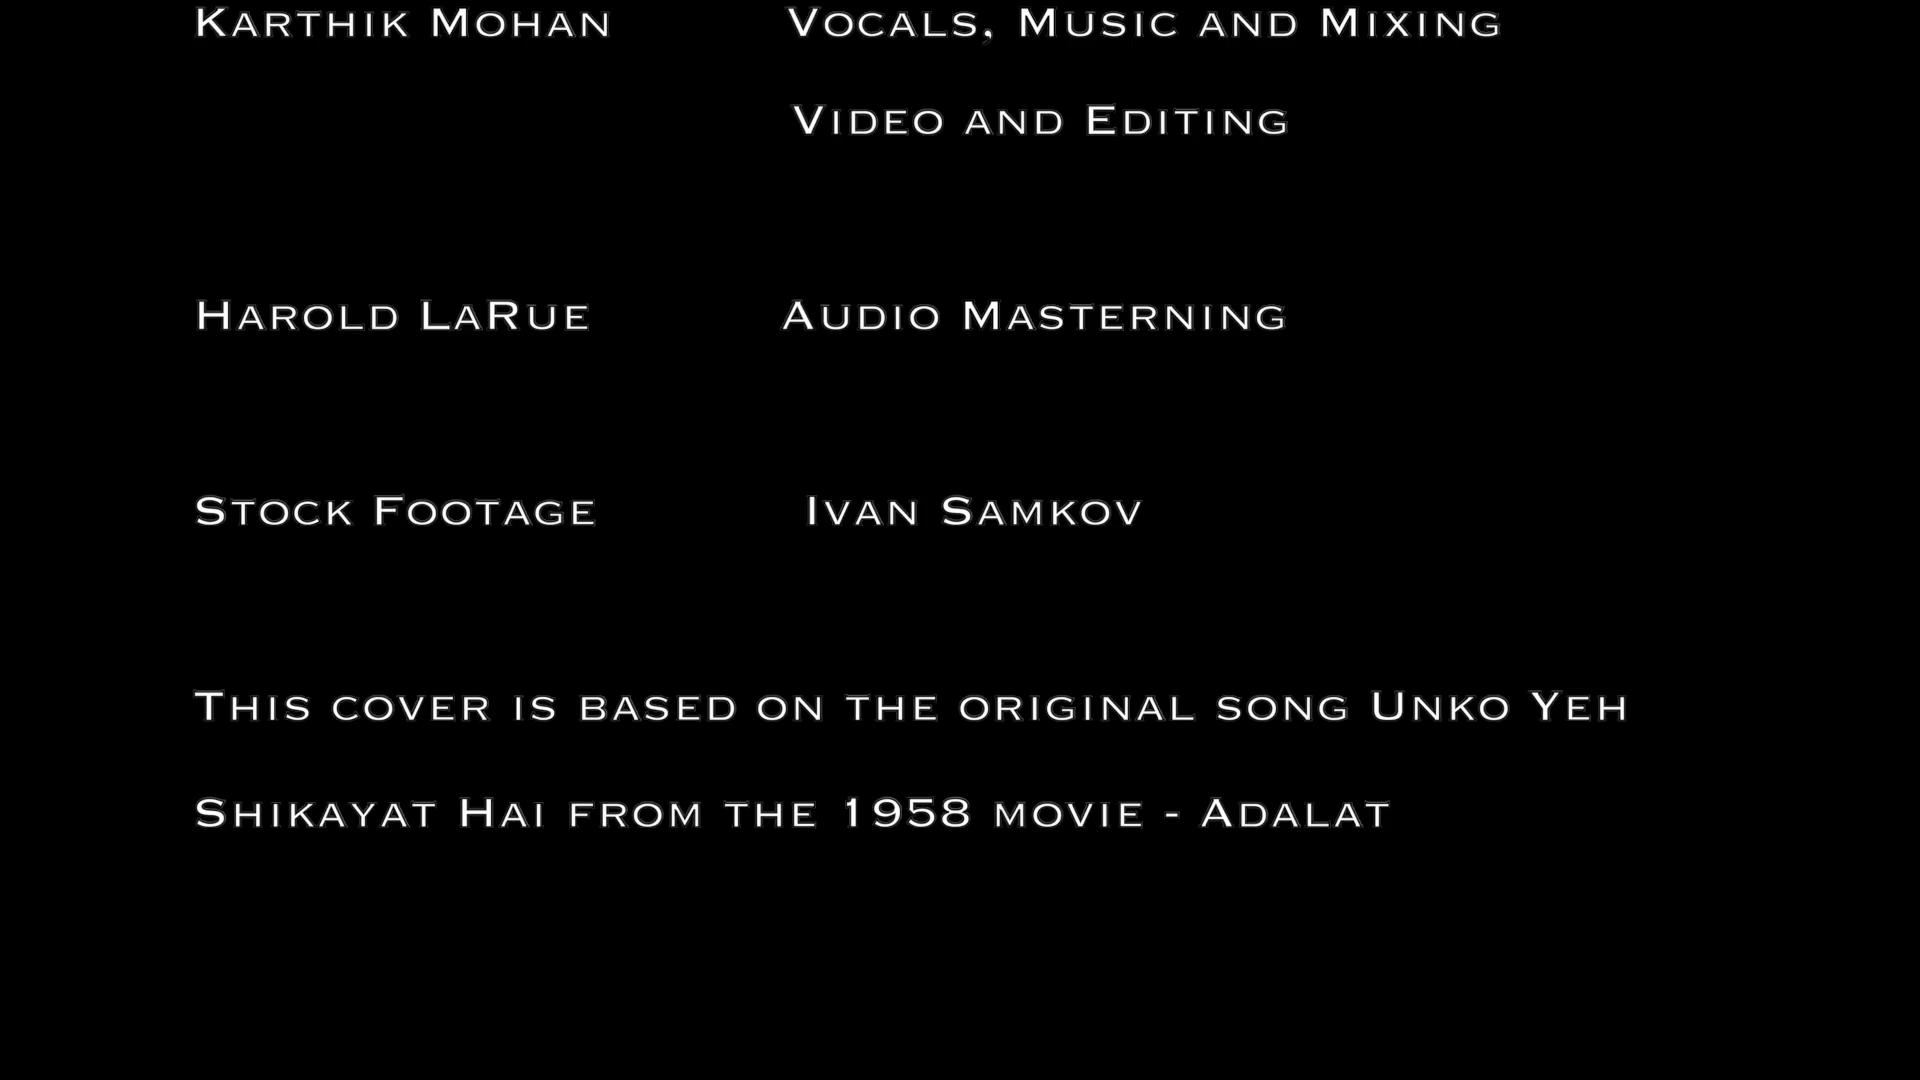 Karthik Mohan Vocals, Music and Mixing
Video and Editing
Harold LaRue Audio Masterning
Stock Footage Ivan Samkov
This cover is based on the original song Unko Yeh
Shikayat Hai from the 1958 movie - Adalat